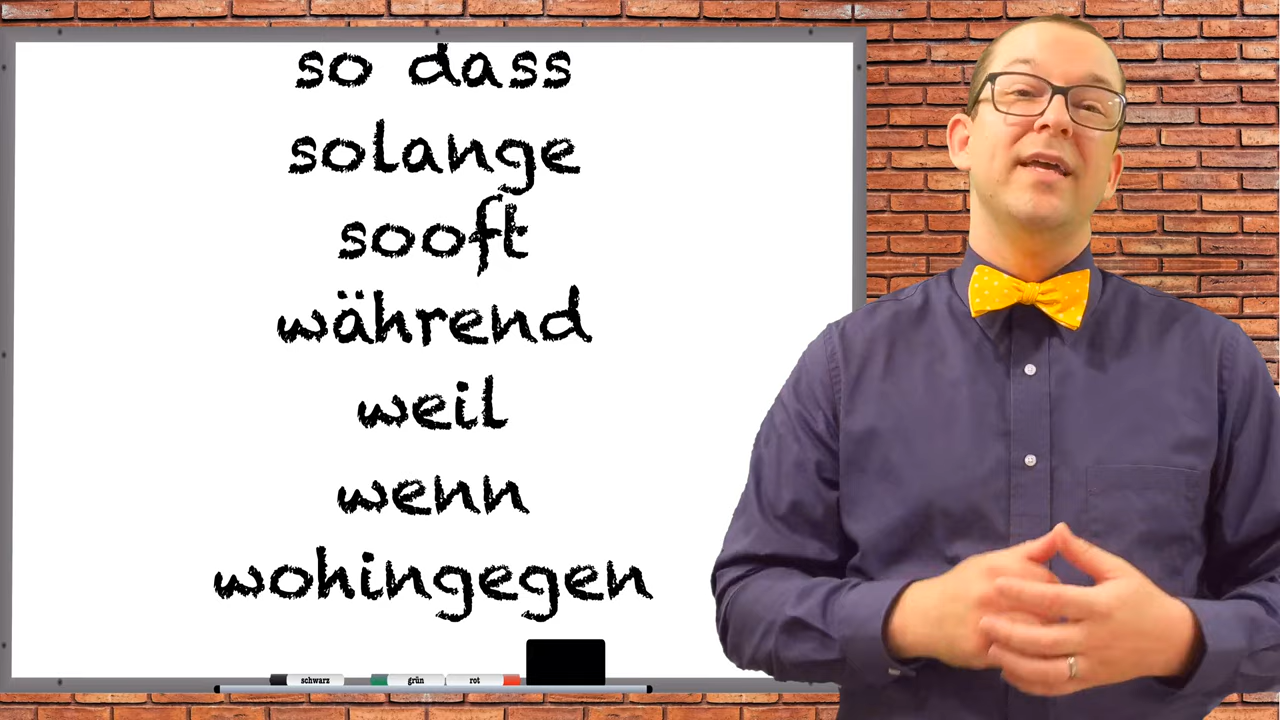 so dass
solange
sooft
während
weil
wenn
wohingegen
schwarz
grün
rot